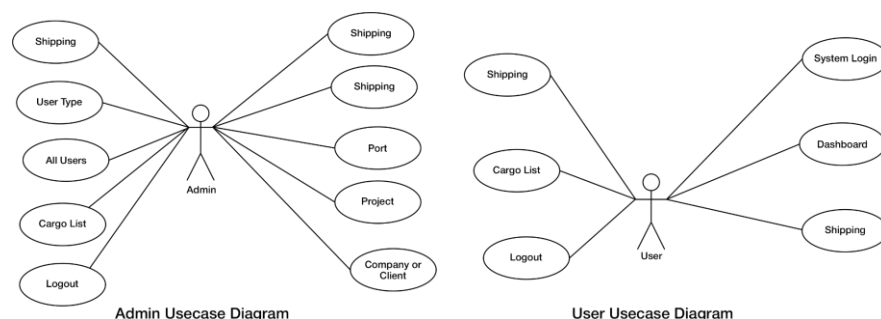 Shipping
User Type
All Users
Cargo List
Logout
Admin
Shipping
Shipping
Port
Project
Company or
Client
Admin Usecase Diagram
Shipping
Cargo List
Logout
User
System Login
Dashboard
Shipping
User Usecase Diagram